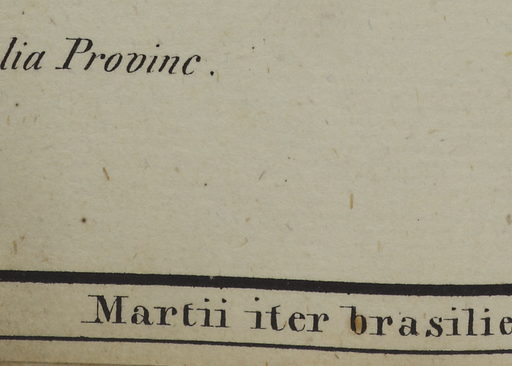 lia Provinc.
Martii iter brasilie